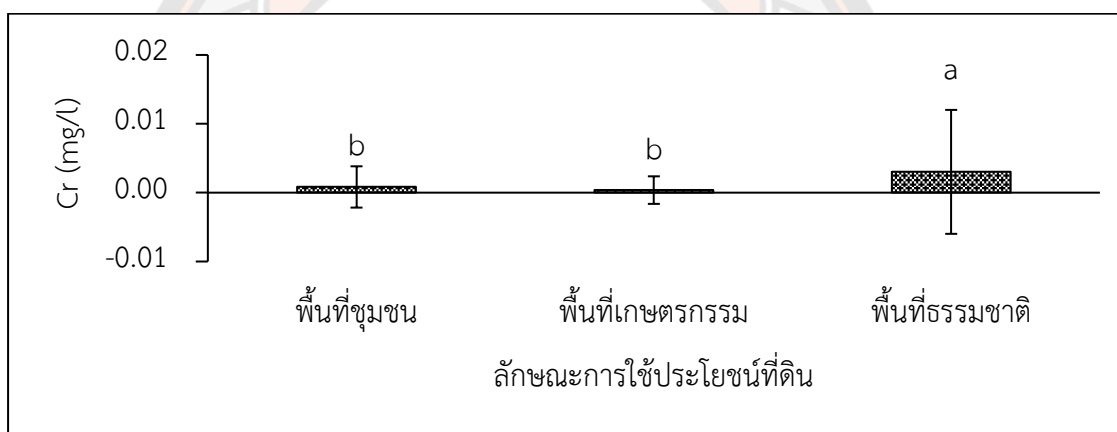 0.02
0.01
0.00
-0.01
Cr (mg/l)
b
b
a
พื้นที่ชุมชน
พื้นที่เกษตรกรรม
พื้นที่ธรรมชาติ
ลักษณะการใช้ประโยชน์ที่ดิน